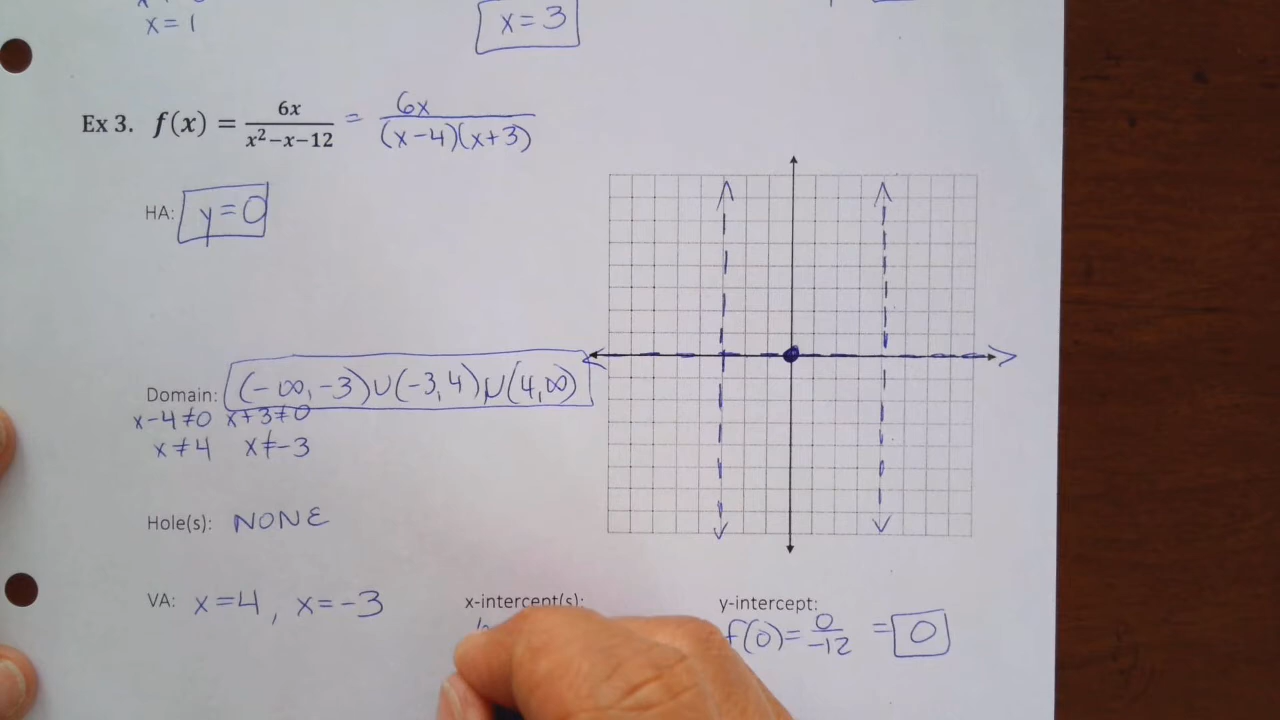 x = 1
x = 3
Ex 3. f(x) = 6x / x²−x−12 = 6x / (x−4)(x+3)
HA: y=0
Domain: (-∞,-3)∪(-3,4)∪(4,∞)
x-4≠0 x+3≠0
x≠4 x≠-3
Hole(s): NONE
VA: x=4, x=-3
x-intercept(s):
y-intercept:
f(0)= 0/-12 = 0